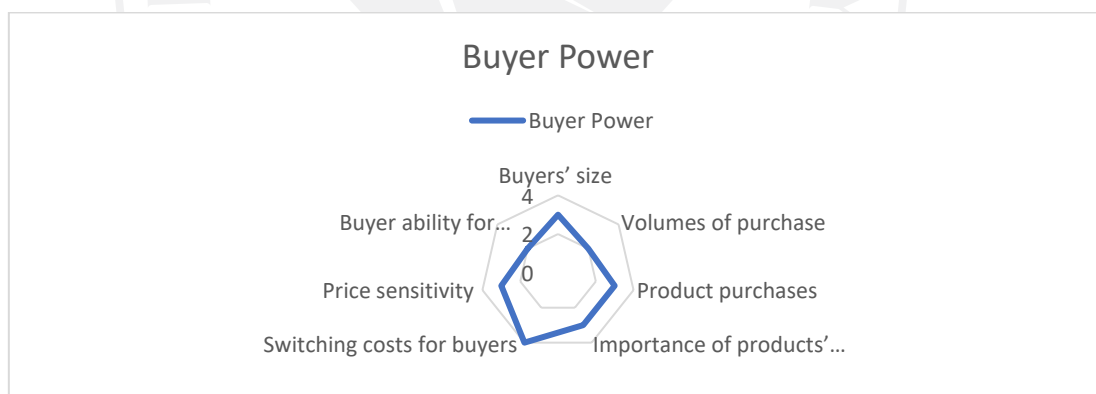 Buyer Power
Buyer Power
Buyers’ size
4
Buyer ability for…
Volumes of purchase
2
0
Price sensitivity
Product purchases
Switching costs for buyers
Importance of products’…